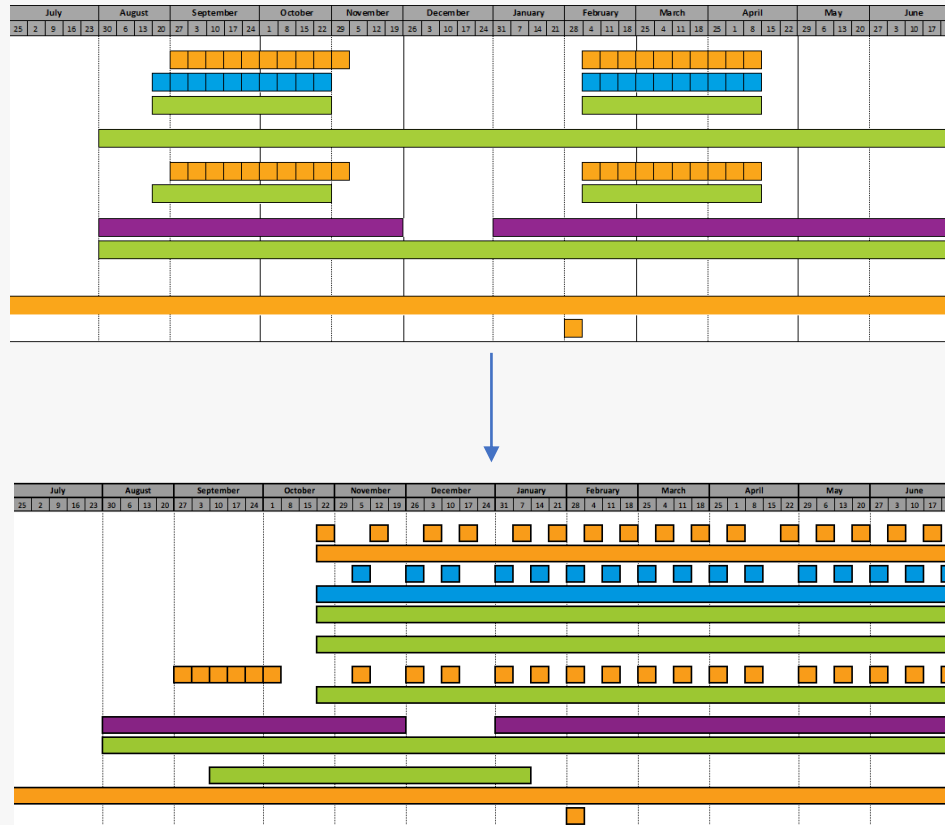 July August September October November December January February March April May June
25 2 9 16 23 30 6 13 20 27 3 10 17 24 1 8 15 22 29 5 12 19 26 3 10 17 24 31 7 14 21 28 4 11 18 25 4 11 18 25 1 8 15 22 29 6 13 20 27 3 10 17
July August September October November December January February March April May June
25 2 9 16 23 30 6 13 20 27 3 10 17 24 1 8 15 22 29 5 12 19 26 3 10 17 24 31 7 14 21 28 4 11 18 25 4 11 18 25 1 8 15 22 29 6 13 20 27 3 10 17